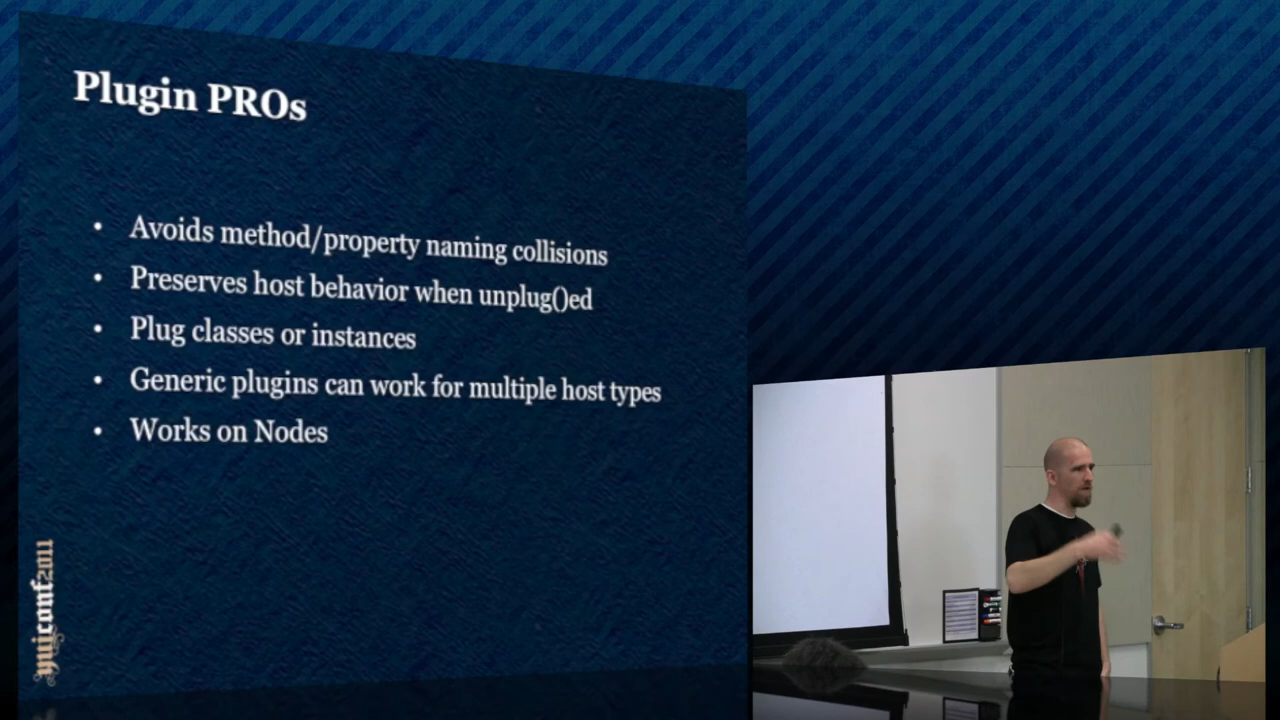 Plugin PROs
• Avoids method/property naming collisions
• Preserves host behavior when unplug()ed
• Plug classes or instances
• Generic plugins can work for multiple host types
• Works on Nodes
yuiconf2011